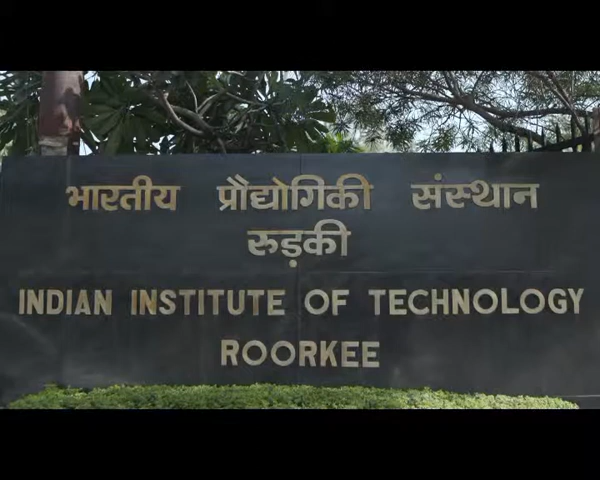 भारतीय प्रौद्योगिकी संस्थान
रुड़की
INDIAN INSTITUTE OF TECHNOLOGY
ROORKEE